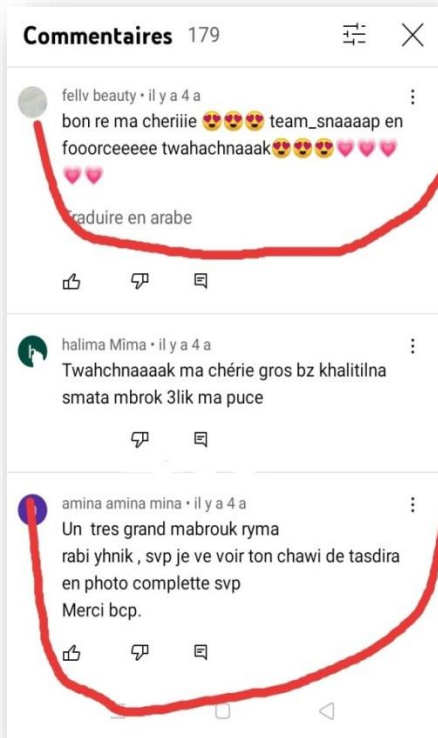 Commentaires 179
fellv beauty • il y a 4 a
bon re ma cheriiie 😍😍😍 team_snaaaap en
fooorceeeee twahachnaaak😍😍😍💗💗💗
💗💗
Traduire en arabe
halima Mîma • il y a 4 a
Twahchnaaaak ma chérie gros bz khalitilna
smata mbrok 3lik ma puce
amina amina mina • il y a 4 a
Un tres grand mabrouk ryma
rabi yhnik , svp je ve voir ton chawi de tasdira
en photo complette svp
Merci bcp.